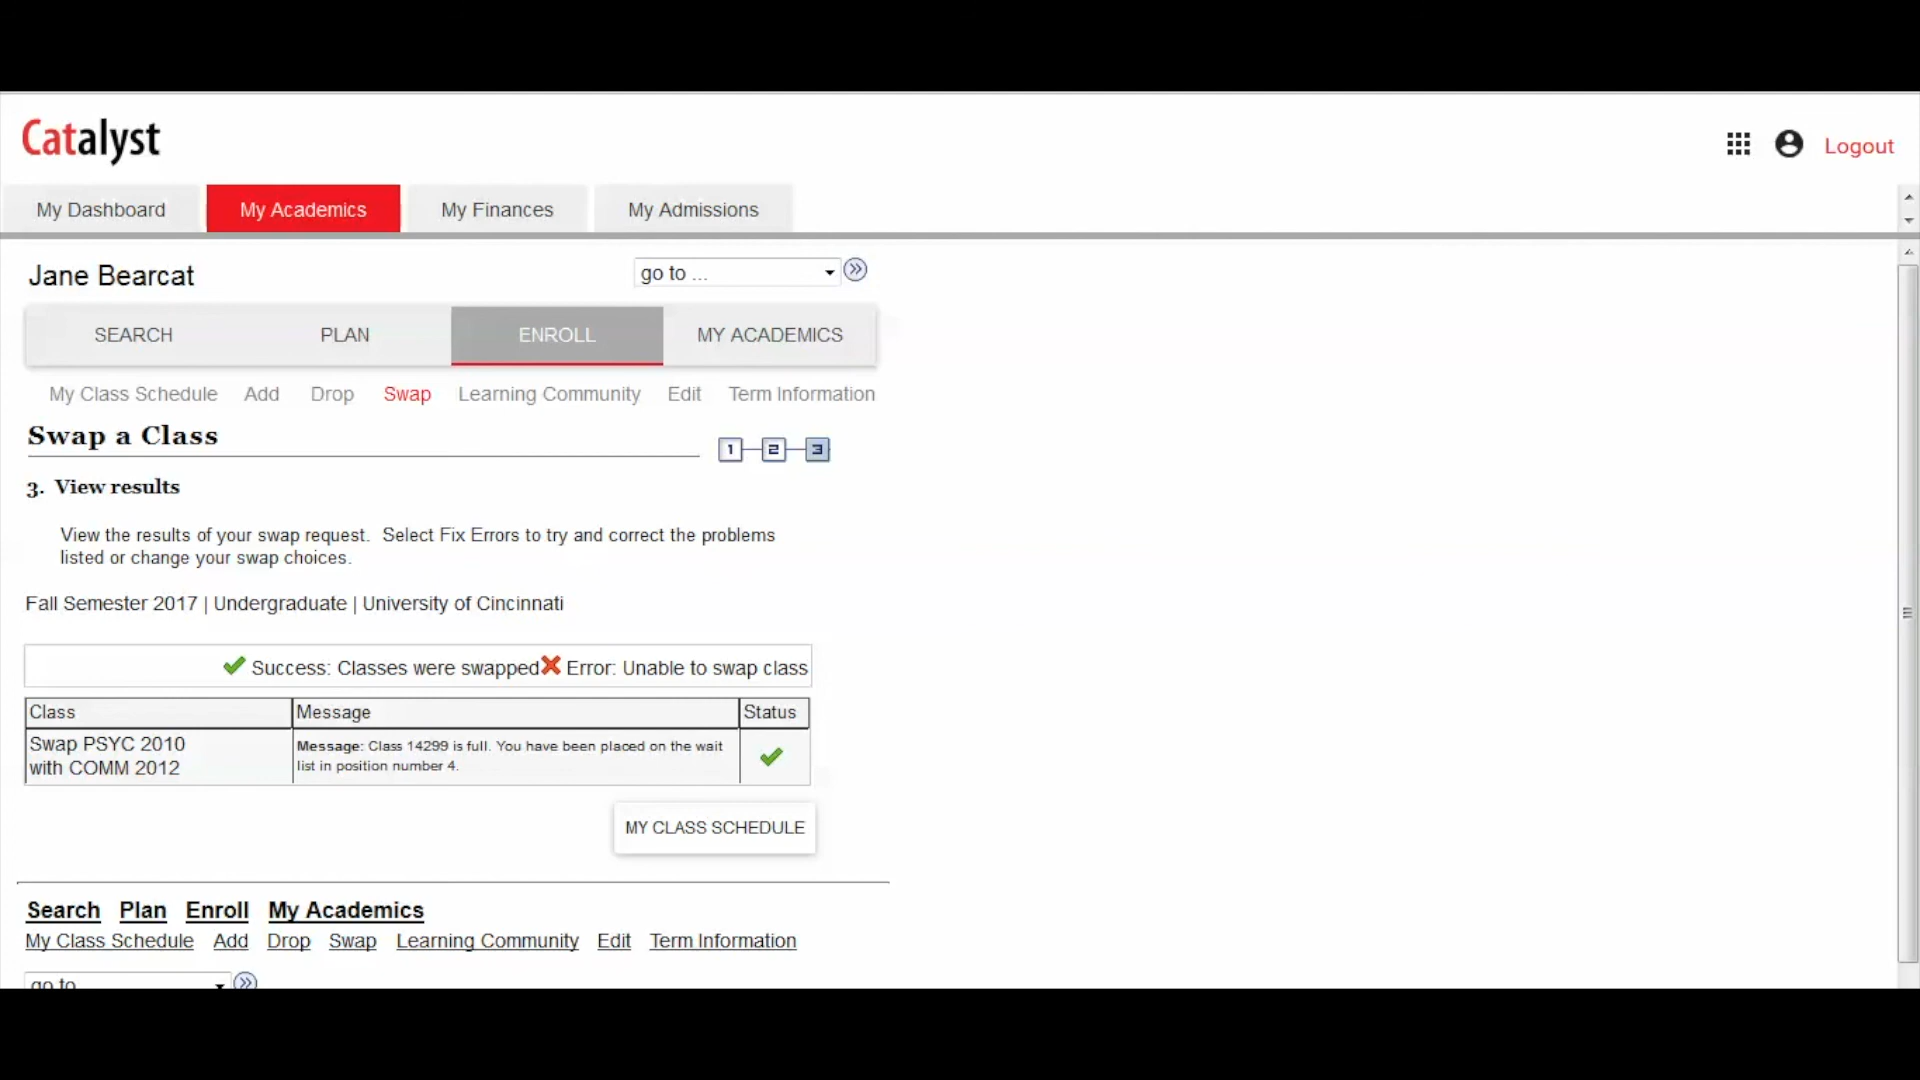 Catalyst
Logout
My Dashboard My Academics My Finances My Admissions
Jane Bearcat go to ...
SEARCH PLAN ENROLL MY ACADEMICS
My Class Schedule Add Drop Swap Learning Community Edit Term Information
Swap a Class
1 2 3
3. View results
View the results of your swap request. Select Fix Errors to try and correct the problems
listed or change your swap choices.
Fall Semester 2017 | Undergraduate | University of Cincinnati
Success: Classes were swapped Error: Unable to swap class
Class Message Status
Swap PSYC 2010
with COMM 2012
Message: Class 14299 is full. You have been placed on the wait
list in position number 4.
MY CLASS SCHEDULE
Search Plan Enroll My Academics
My Class Schedule Add Drop Swap Learning Community Edit Term Information
go to